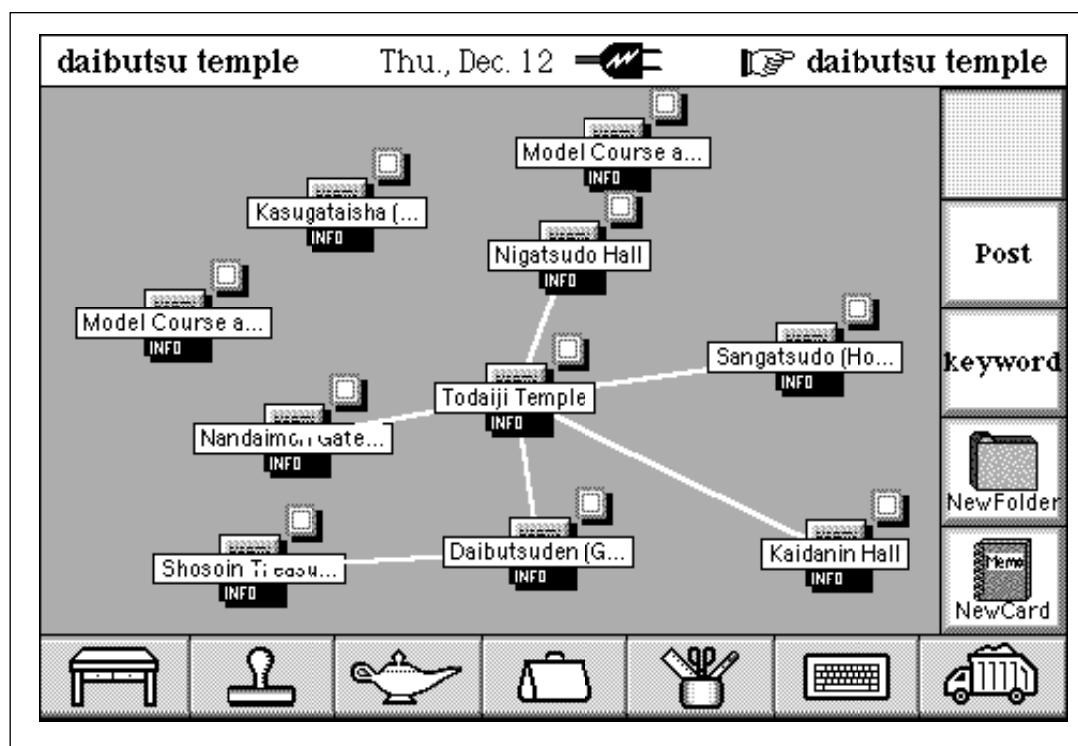 daibutsu temple
Thu., Dec. 12
daibutsu temple
Model Course a...
INFO
Kasugataisha (...
INFO
Nigatsudo Hall
INFO
Post
Model Course a...
INFO
Sangatsudo (Ho...
INFO
keyword
Todaiji Temple
INFO
Nandaimon Gate...
INFO
NewFolder
Daibutsuden (G...
INFO
Kaidanin Hall
INFO
Shosoin Treasu...
INFO
Memo
NewCard